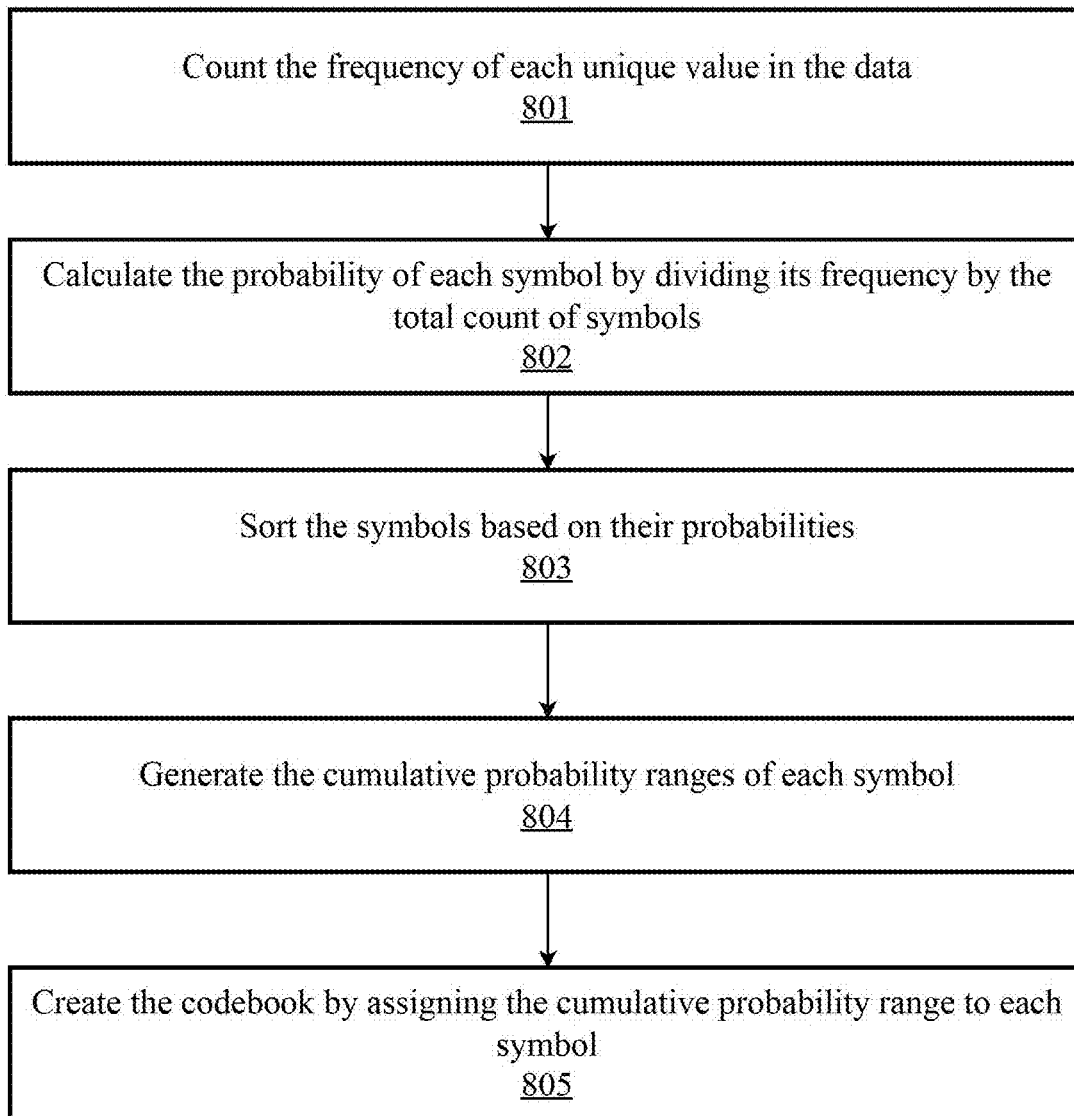 Count the frequency of each unique value in the data
801
Calculate the probability of each symbol by dividing its frequency by the
total count of symbols
802
Sort the symbols based on their probabilities
803
Generate the cumulative probability ranges of each symbol
804
Create the codebook by assigning the cumulative probability range to each
symbol
805